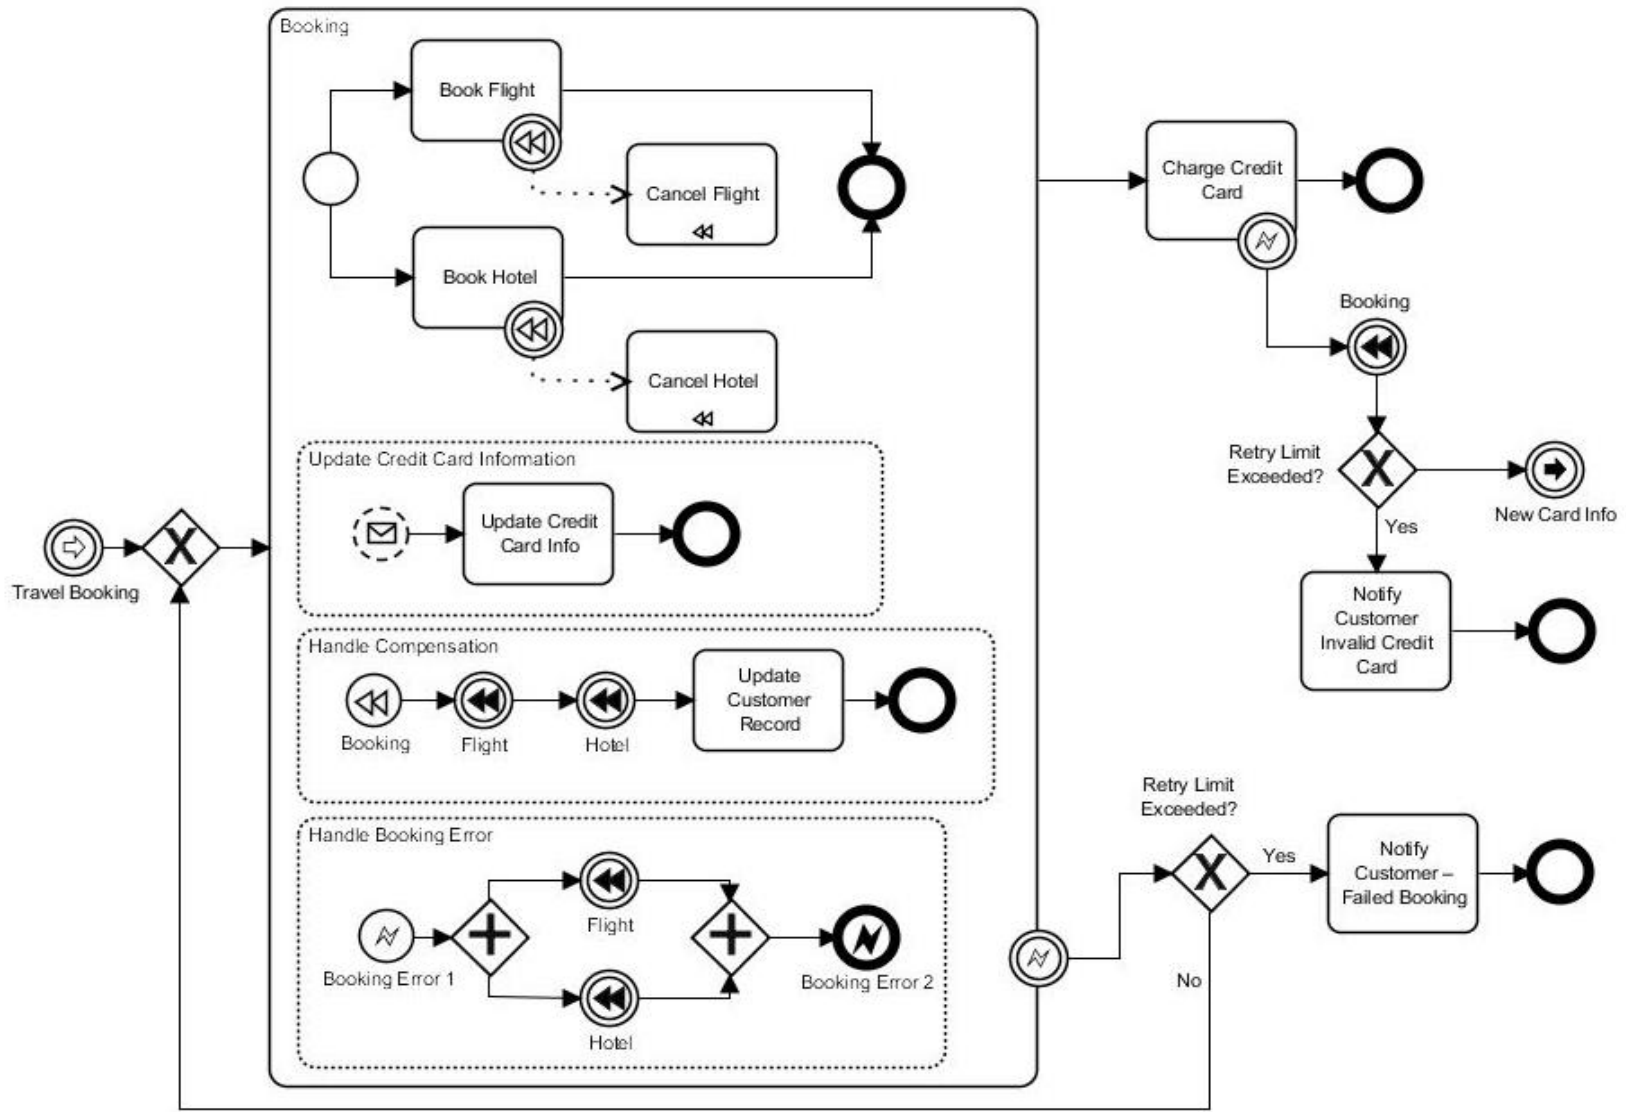 Booking
Book Flight
Cancel Flight
Book Hotel
Cancel Hotel
Charge Credit
Card
Booking
Retry Limit
Exceeded?
New Card Info
Yes
Notify
Customer
Invalid Credit
Card
Update Credit Card Information
Update Credit
Card Info
Travel Booking
Handle Compensation
Booking
Flight
Hotel
Update
Customer
Record
Handle Booking Error
Booking Error 1
Flight
Hotel
Booking Error 2
Retry Limit
Exceeded?
Yes
No
Notify
Customer –
Failed Booking